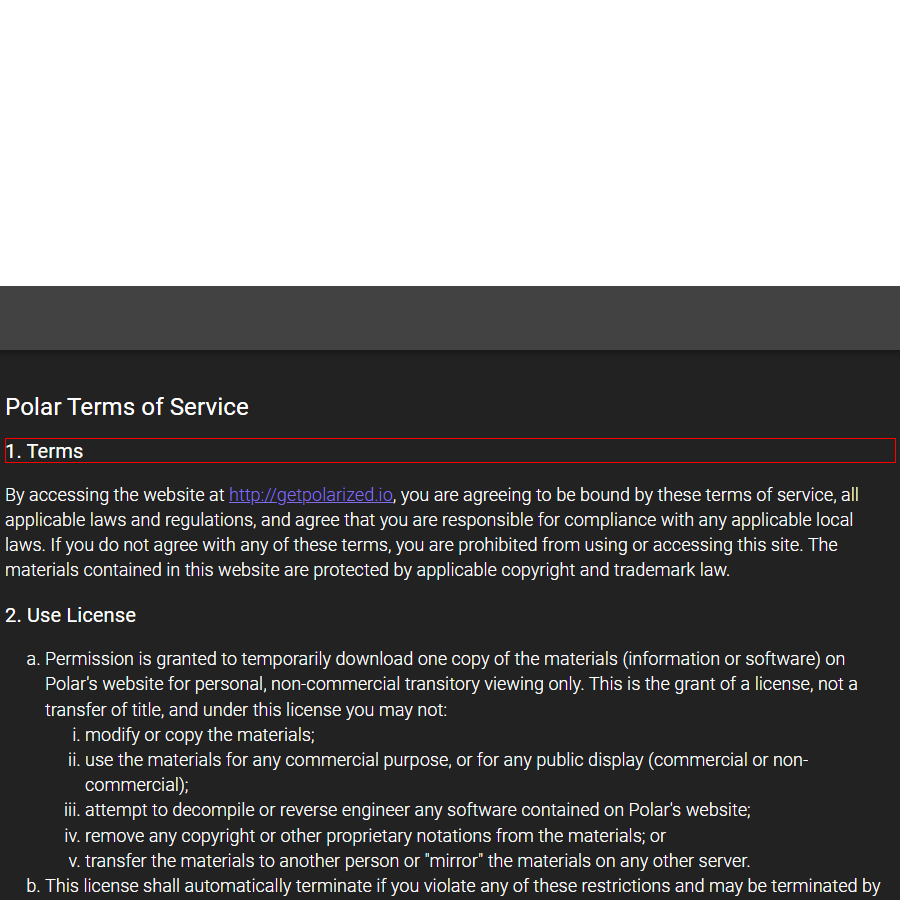 Polar Terms of Service
1. Terms
By accessing the website at http://getpolarized.io, you are agreeing to be bound by these terms of service, all
applicable laws and regulations, and agree that you are responsible for compliance with any applicable local
laws. If you do not agree with any of these terms, you are prohibited from using or accessing this site. The
materials contained in this website are protected by applicable copyright and trademark law.
2. Use License
a. Permission is granted to temporarily download one copy of the materials (information or software) on
Polar's website for personal, non-commercial transitory viewing only. This is the grant of a license, not a
transfer of title, and under this license you may not:
i. modify or copy the materials;
ii. use the materials for any commercial purpose, or for any public display (commercial or non-
commercial);
iii. attempt to decompile or reverse engineer any software contained on Polar's website;
iv. remove any copyright or other proprietary notations from the materials; or
v. transfer the materials to another person or "mirror" the materials on any other server.
b. This license shall automatically terminate if you violate any of these restrictions and may be terminated by